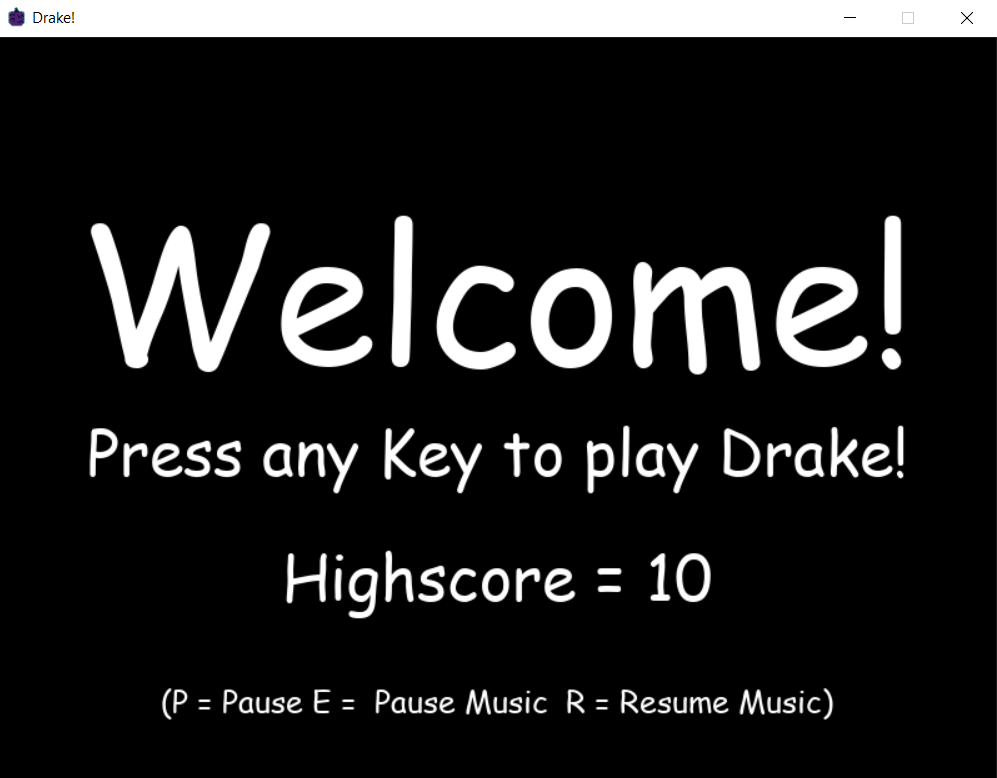 Drake!
Welcome!
Press any Key to play Drake!
Highscore = 10
(P = Pause E =  Pause Music  R = Resume Music)